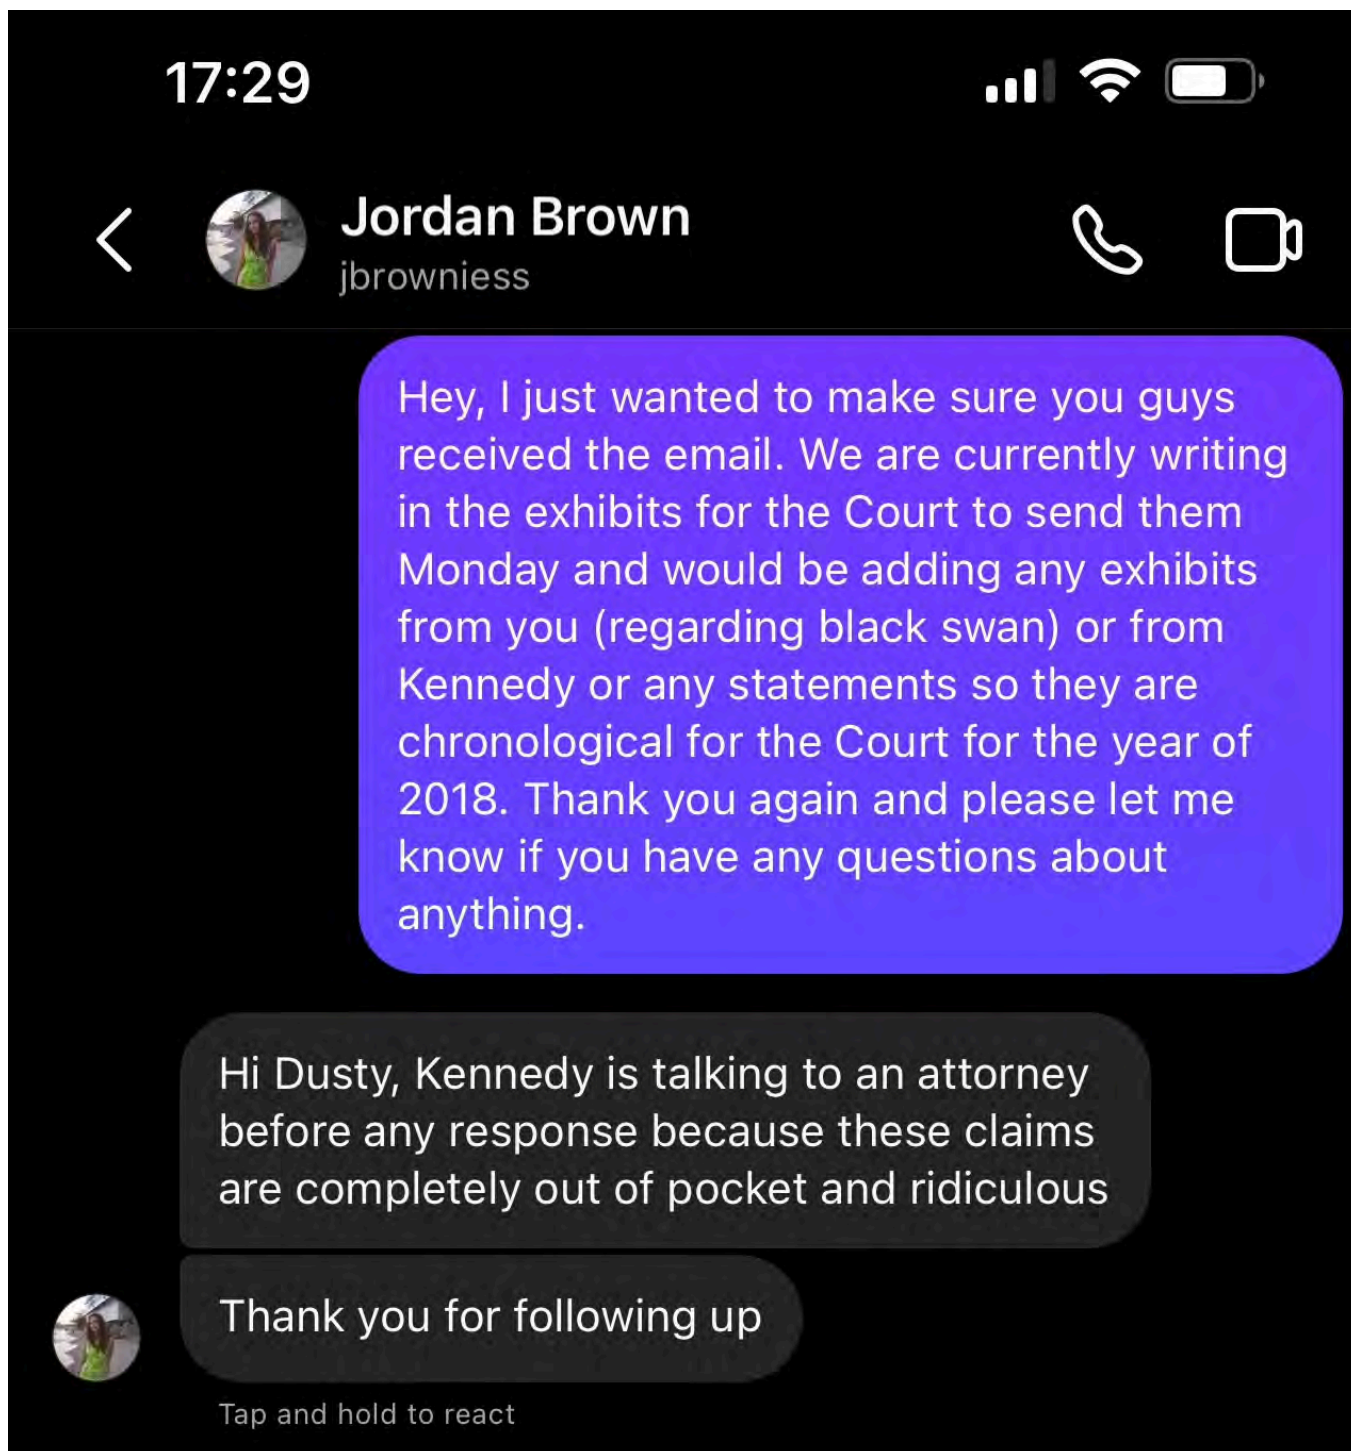 17:29
Jordan Brown
jbrowniess
Hey, I just wanted to make sure you guys
received the email. We are currently writing
in the exhibits for the Court to send them
Monday and would be adding any exhibits
from you (regarding black swan) or from
Kennedy or any statements so they are
chronological for the Court for the year of
2018. Thank you again and please let me
know if you have any questions about
anything.
Hi Dusty, Kennedy is talking to an attorney
before any response because these claims
are completely out of pocket and ridiculous
Thank you for following up
Tap and hold to react